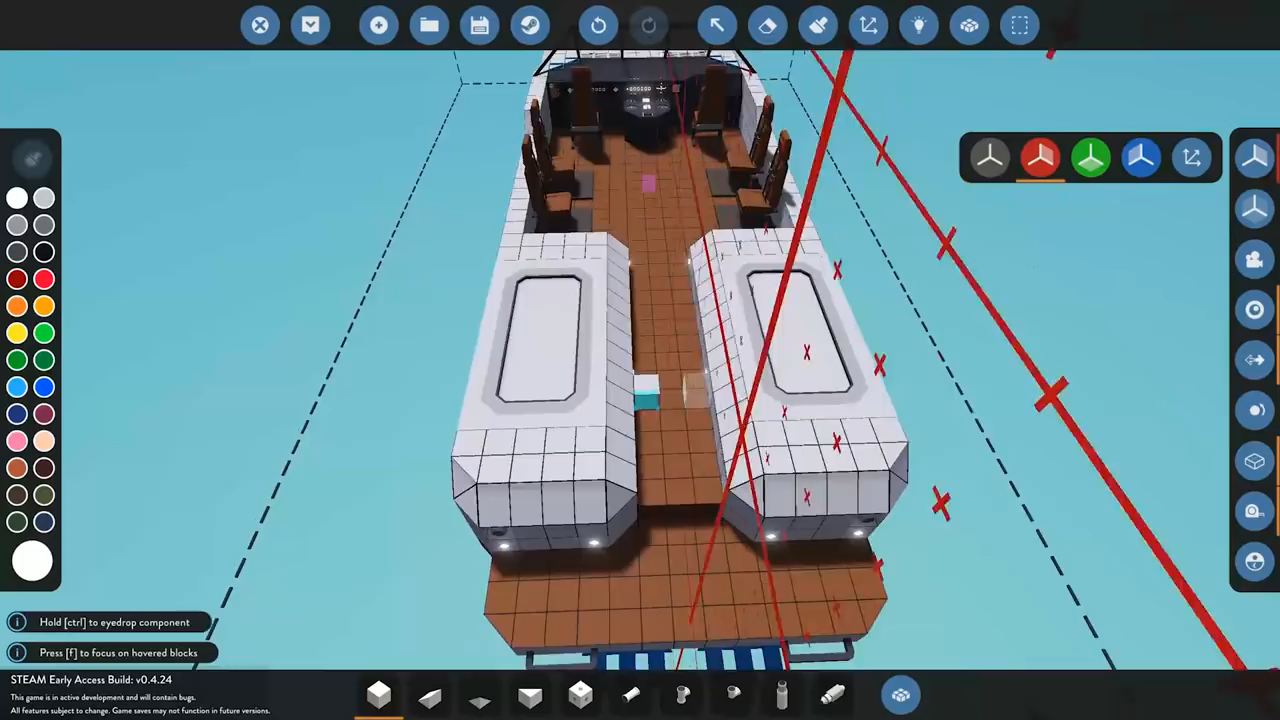 Hold [ctrl] to eyedrop component
Press [f] to focus on hovered blocks
STEAM Early Access Build: v0.4.24
This game is in active development and will contain bugs.
All features subject to change. Game saves may not function in future versions.